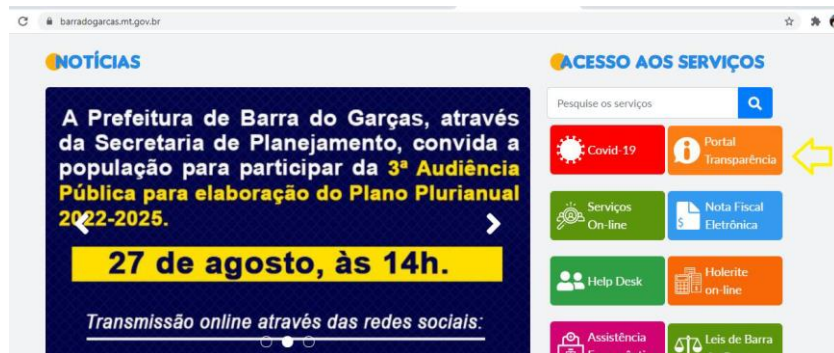 barradogarcas.mt.gov.br
NOTÍCIAS
A Prefeitura de Barra do Garças, através
da Secretaria de Planejamento, convida a
população para participar da 3ª Audiência
Pública para elaboração do Plano Plurianual
2022-2025.
27 de agosto, às 14h.
Transmissão online através das redes sociais:
ACESSO AOS SERVIÇOS
Pesquise os serviços
Covid-19
Portal
Transparência
Serviços
On-line
Nota Fiscal
Eletrônica
Help Desk
Holerite
on-line
Assistência
Leis de Barra